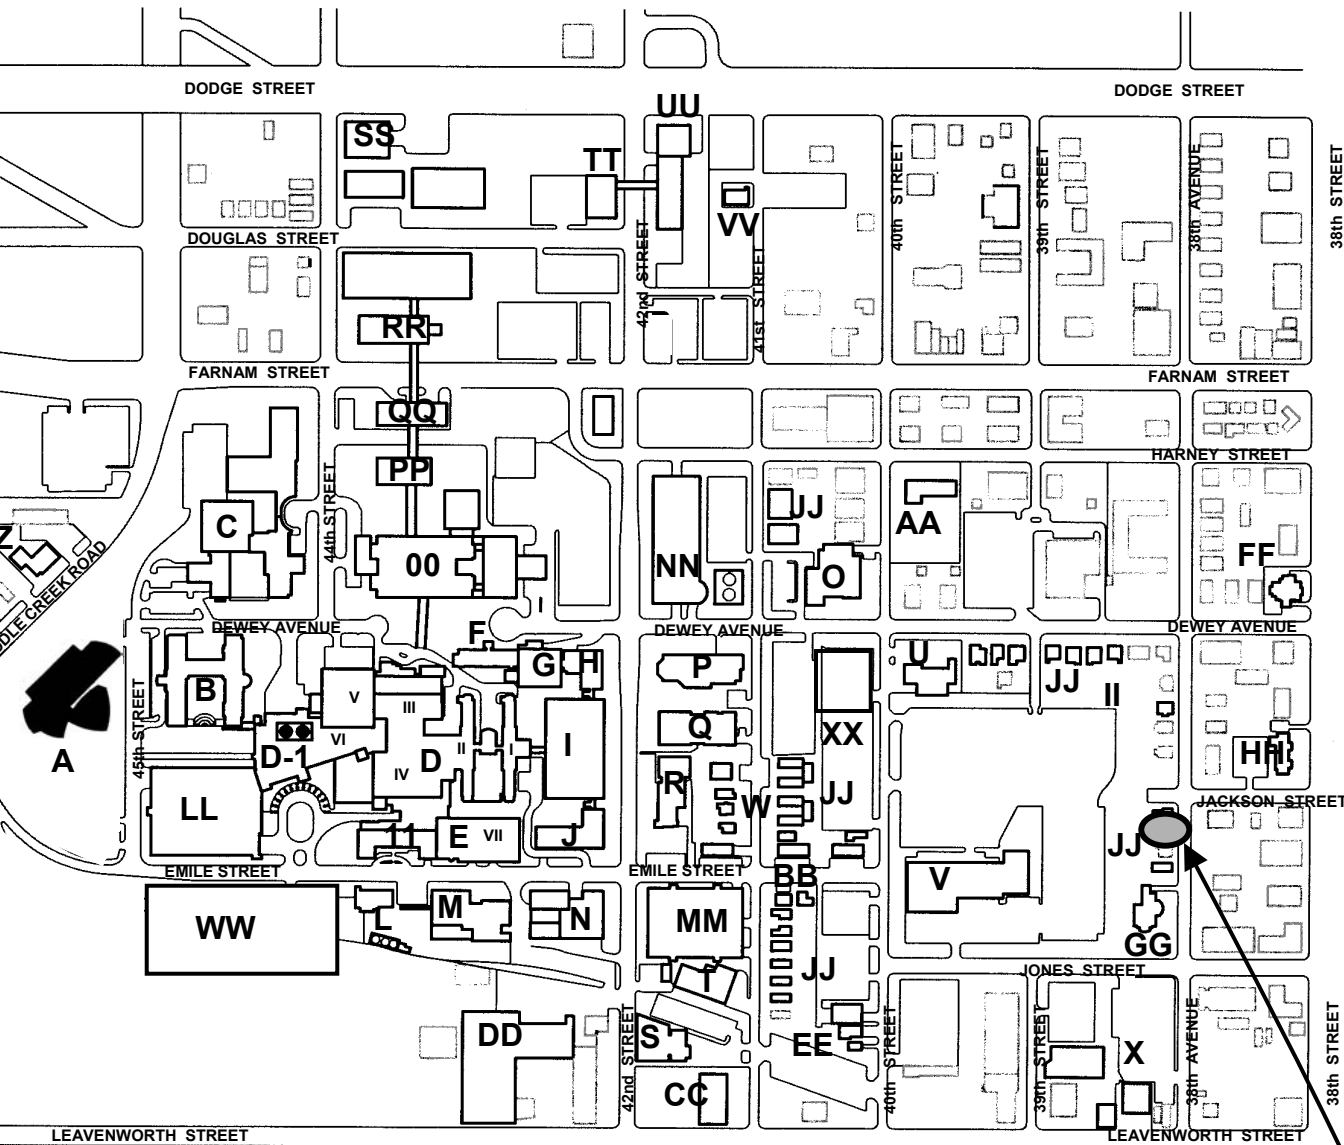 DODGE STREET
DODGE STREET
UU
SS
TT
VV
40th STREET
39th STREET
38th AVENUE
38th STREET
DOUGLAS STREET
42nd STREET
41st STREET
RR
FARNAM STREET
FARNAM STREET
QQ
HARNEY STREET
PP
44th STREET
JJ
AA
C
Z
NN
00
O
FF
DDLE CREEK ROAD
I
DEWEY AVENUE
F
DEWEY AVENUE
DEWEY AVENUE
G
H
P
U
JJ
II
B
V
III
A
45th STREET
D-1
VI
D
II
I
I
Q
XX
HH
IV
R
W
JJ
JACKSON STREET
LL
11
E
VII
J
JJ
EMILE STREET
EMILE STREET
BB
V
WW
L
M
N
MM
GG
T
JJ
JONES STREET
DD
S
EE
X
42nd STREET
40th STREET
39th STREET
38th AVENUE
38th STREET
CC
LEAVENWORTH STREET
LEAVENWORTH STREET